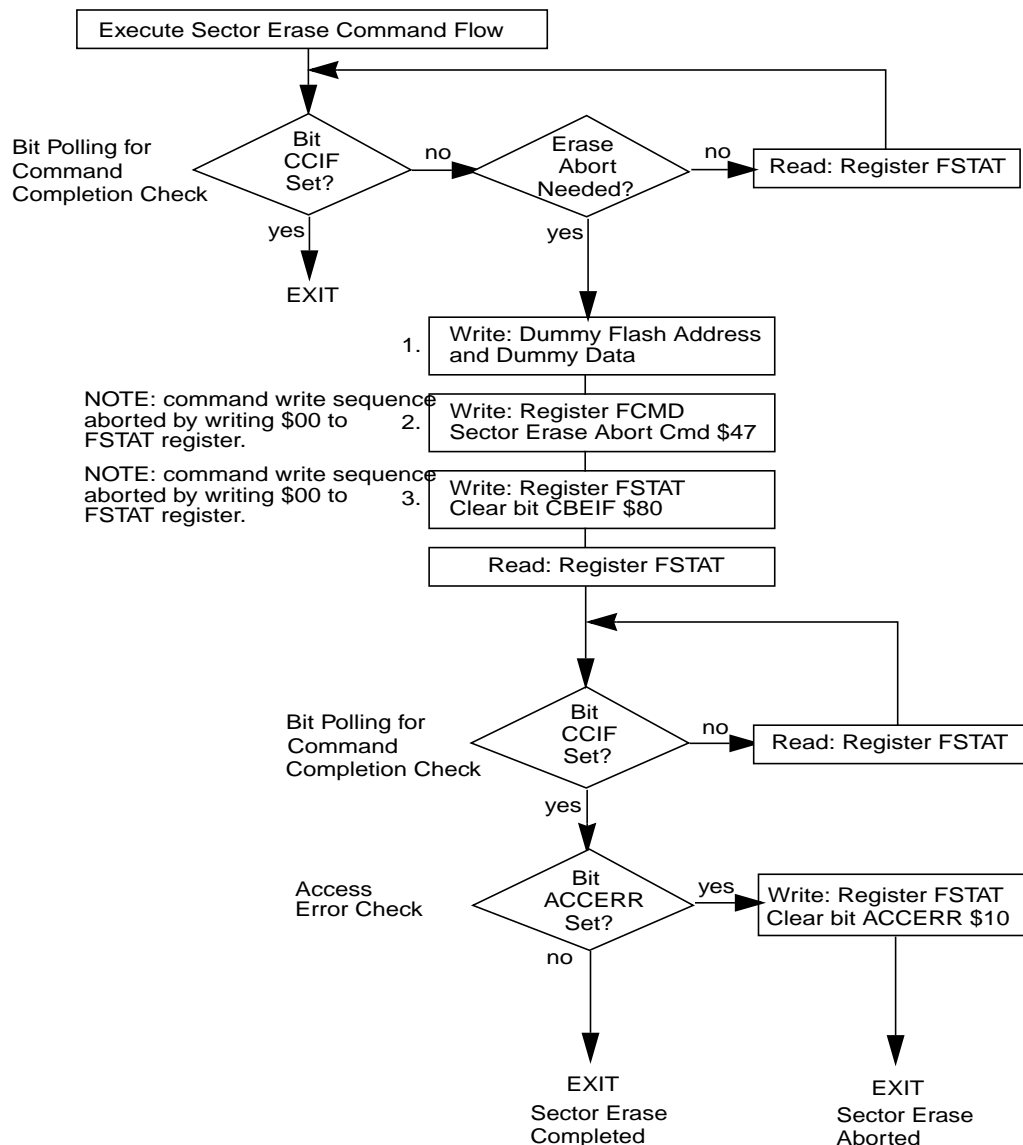 Execute Sector Erase Command Flow
Bit Polling for
Command
Completion Check
Bit
CCIF
Set?
no
Erase
Abort
Needed?
no
Read: Register FSTAT
yes
EXIT
yes
1.
Write: Dummy Flash Address
and Dummy Data
NOTE: command write sequence
aborted by writing $00 to
FSTAT register.
2.
Write: Register FCMD
Sector Erase Abort Cmd $47
NOTE: command write sequence
aborted by writing $00 to
FSTAT register.
3.
Write: Register FSTAT
Clear bit CBEIF $80
Read: Register FSTAT
Bit Polling for
Command
Completion Check
Bit
CCIF
Set?
no
Read: Register FSTAT
yes
Access
Error Check
Bit
ACCERR
Set?
yes
Write: Register FSTAT
Clear bit ACCERR $10
no
EXIT
Sector Erase
Completed
EXIT
Sector Erase
Aborted